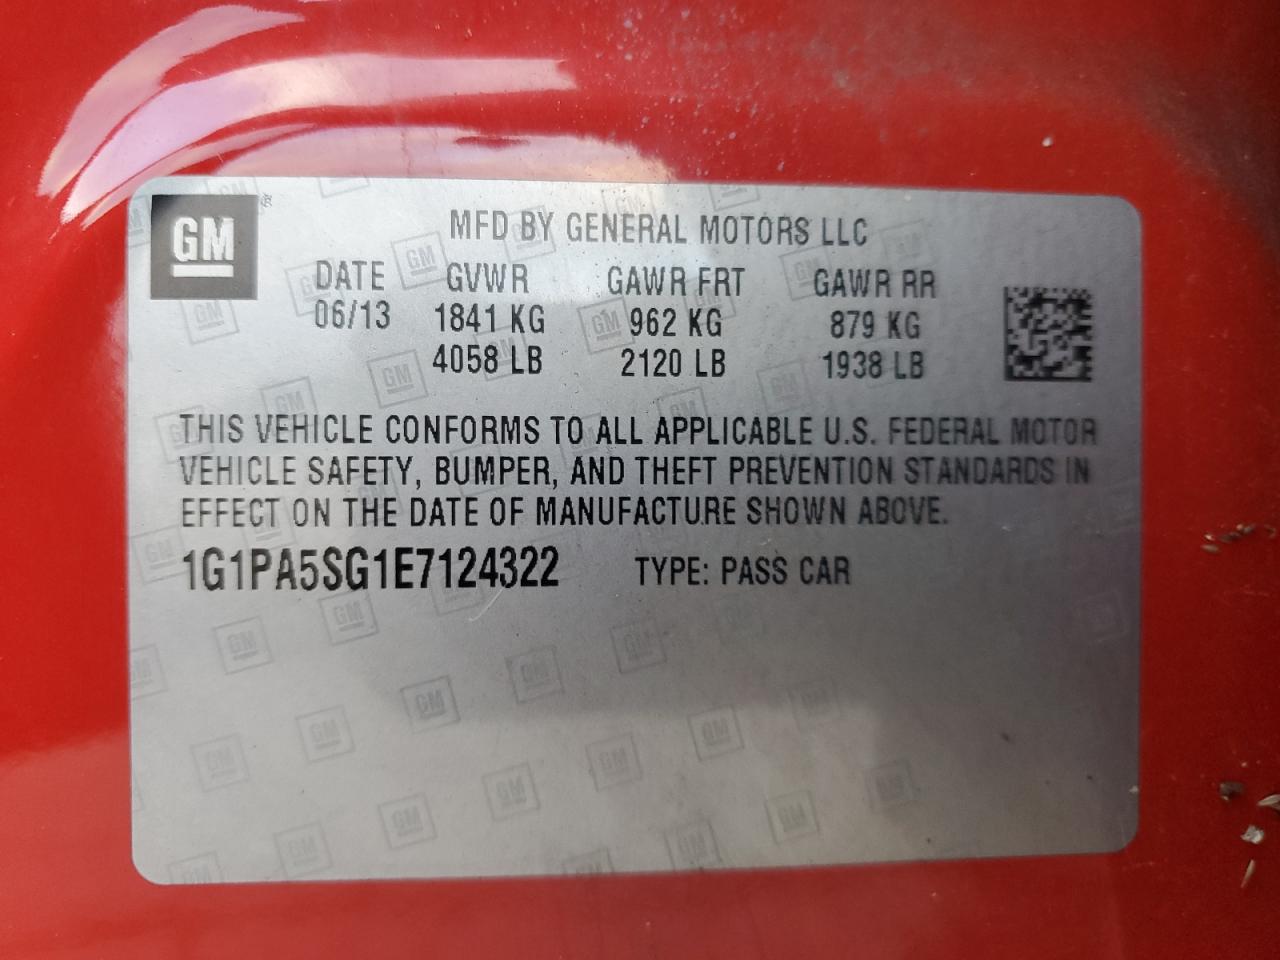 GM
MFD BY GENERAL MOTORS LLC
DATE GVWR GAWR FRT GAWR RR
06/13 1841 KG 962 KG 879 KG
4058 LB 2120 LB 1938 LB
THIS VEHICLE CONFORMS TO ALL APPLICABLE U.S. FEDERAL MOTOR
VEHICLE SAFETY, BUMPER, AND THEFT PREVENTION STANDARDS IN
EFFECT ON THE DATE OF MANUFACTURE SHOWN ABOVE.
1G1PA5SG1E7124322 TYPE: PASS CAR